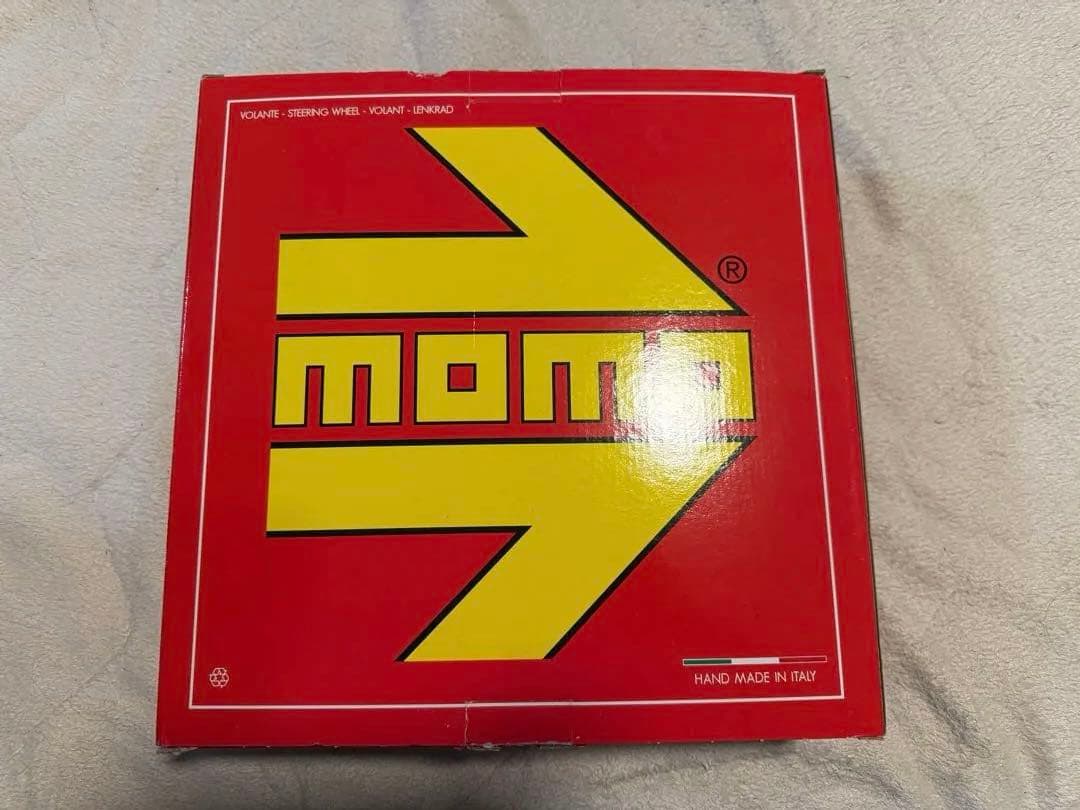 VOLANTE - STEERING WHEEL - VOLANT - LENKRAD
®
momo
HAND MADE IN ITALY